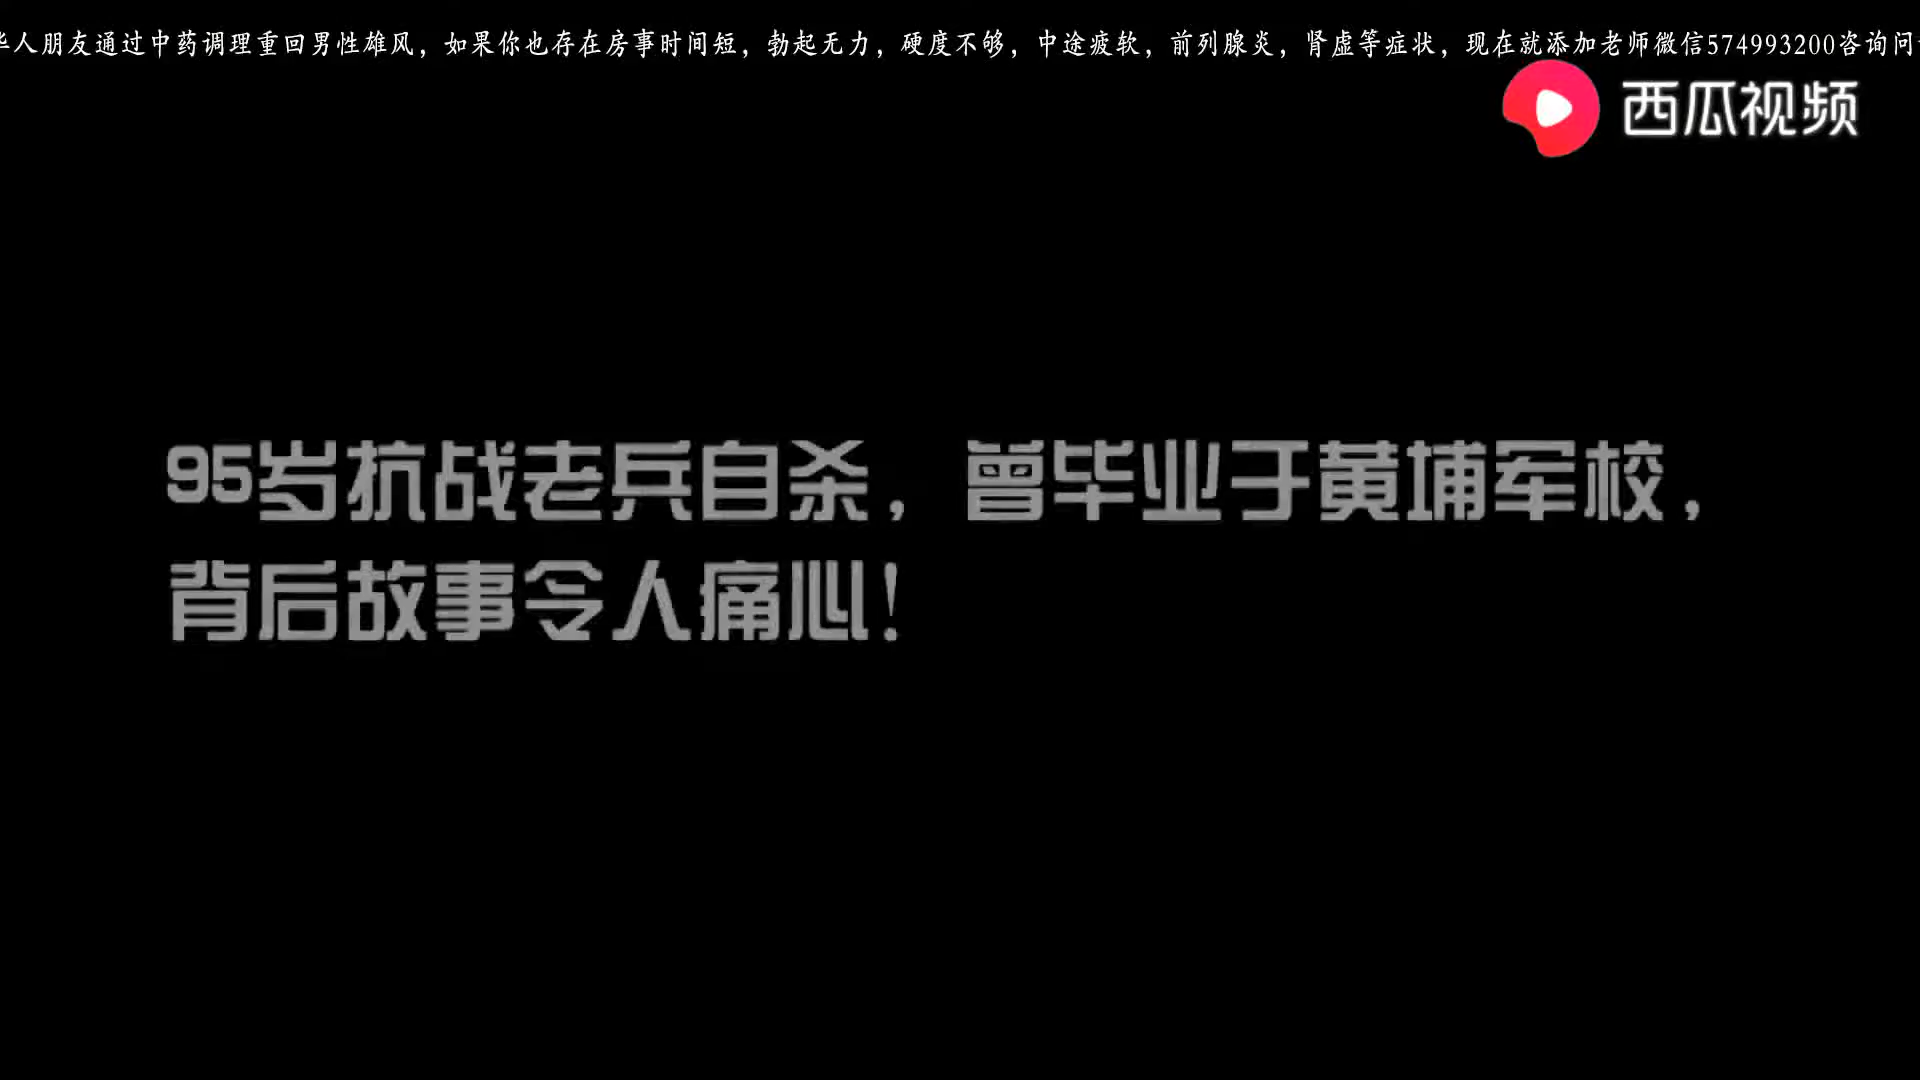 人朋友通过中药调理重回男性雄风，如果你也存在房事时间短，勃起无力，硬度不够，中途疲软，前列腺炎，肾虚等症状，现在就添加老师微信574993200咨询问
西瓜视频
95岁抗战老兵自杀，曾毕业于黄埔军校，
背后故事令人痛心！